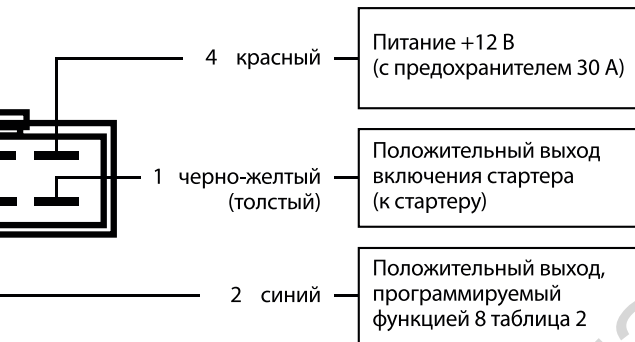 4 красный
Питание +12 В
(с предохранителем 30 А)
1 черно-желтый
(толстый)
Положительный выход
включения стартера
(к стартеру)
2 синий
Положительный выход,
программируемый
функцией 8 таблица 2